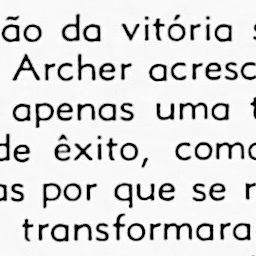 ão da vitória
Archer acresc
apenas uma t
de êxito, como
as por que se r
transformara